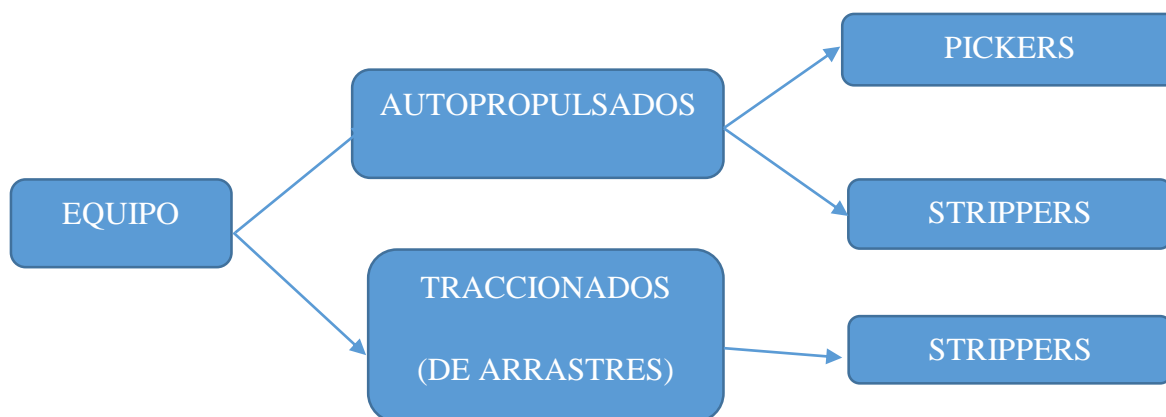 EQUIPO
AUTOPROPULSADOS
PICKERS
STRIPPERS
TRACCIONADOS
(DE ARRASTRES)
STRIPPERS